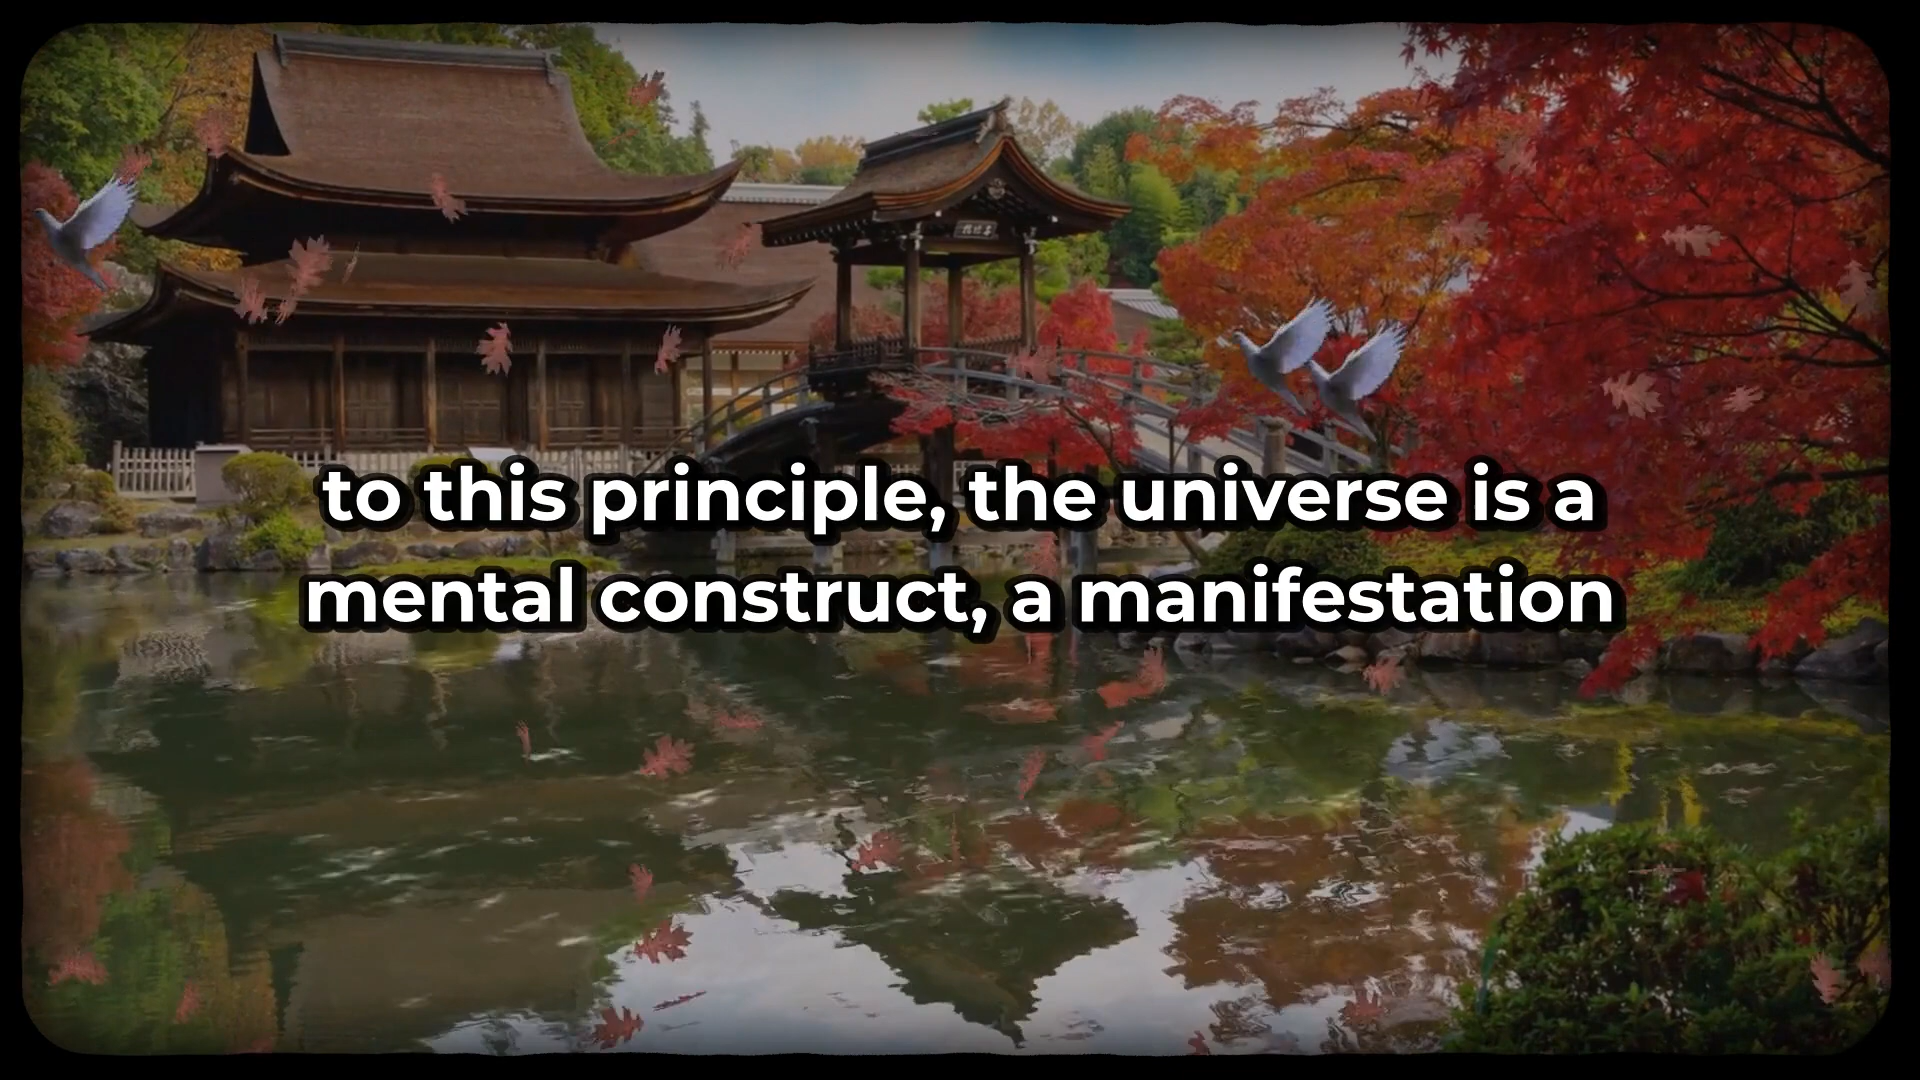 to this principle, the universe is a
mental construct, a manifestation